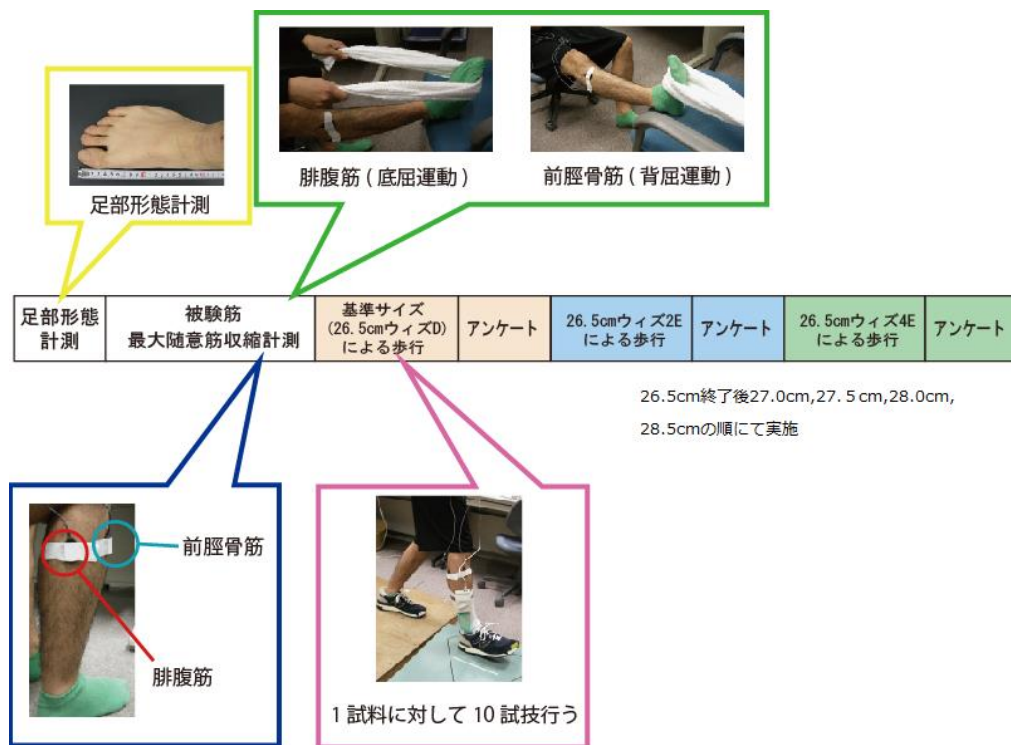 腓腹筋(底屈運動)
前脛骨筋(背屈運動)
足部形態計測
足部形態
計測
被験筋
最大随意筋収縮計測
基準サイズ
(26.5cmウィズD)
による歩行
アンケート
26.5cmウィズ2E
による歩行
アンケート
26.5cmウィズ4E
による歩行
アンケート
26.5cm終了後27.0cm,27.5cm,28.0cm,
28.5cmの順にて実施
前脛骨筋
腓腹筋
1試料に対して10試技行う